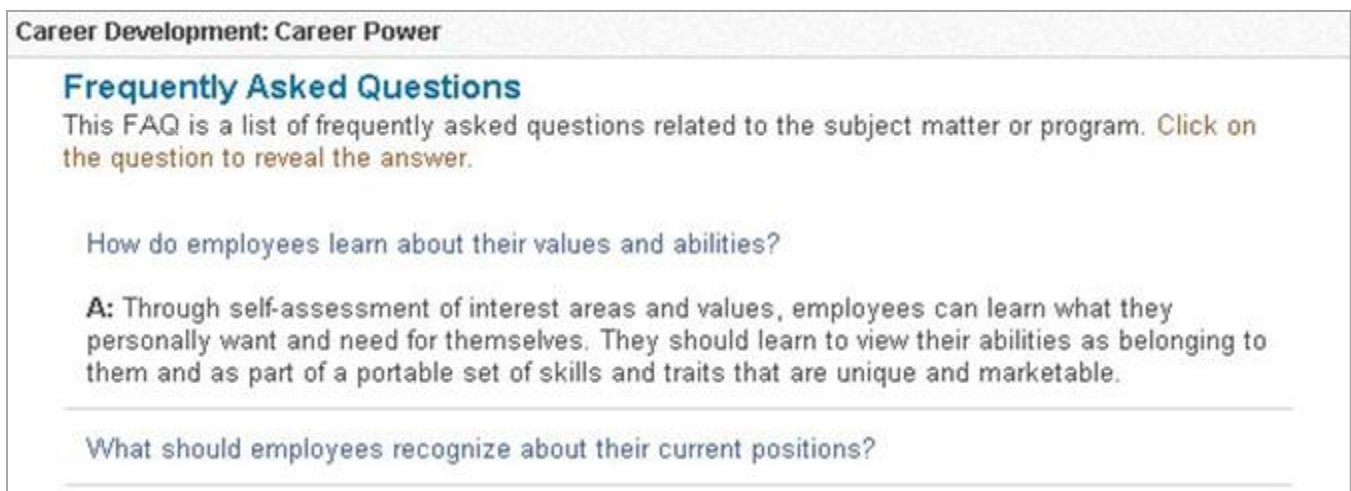 Career Development: Career Power
Frequently Asked Questions
This FAQ is a list of frequently asked questions related to the subject matter or program. Click on
the question to reveal the answer.
How do employees learn about their values and abilities?
A: Through self-assessment of interest areas and values, employees can learn what they
personally want and need for themselves. They should learn to view their abilities as belonging to
them and as part of a portable set of skills and traits that are unique and marketable.
What should employees recognize about their current positions?